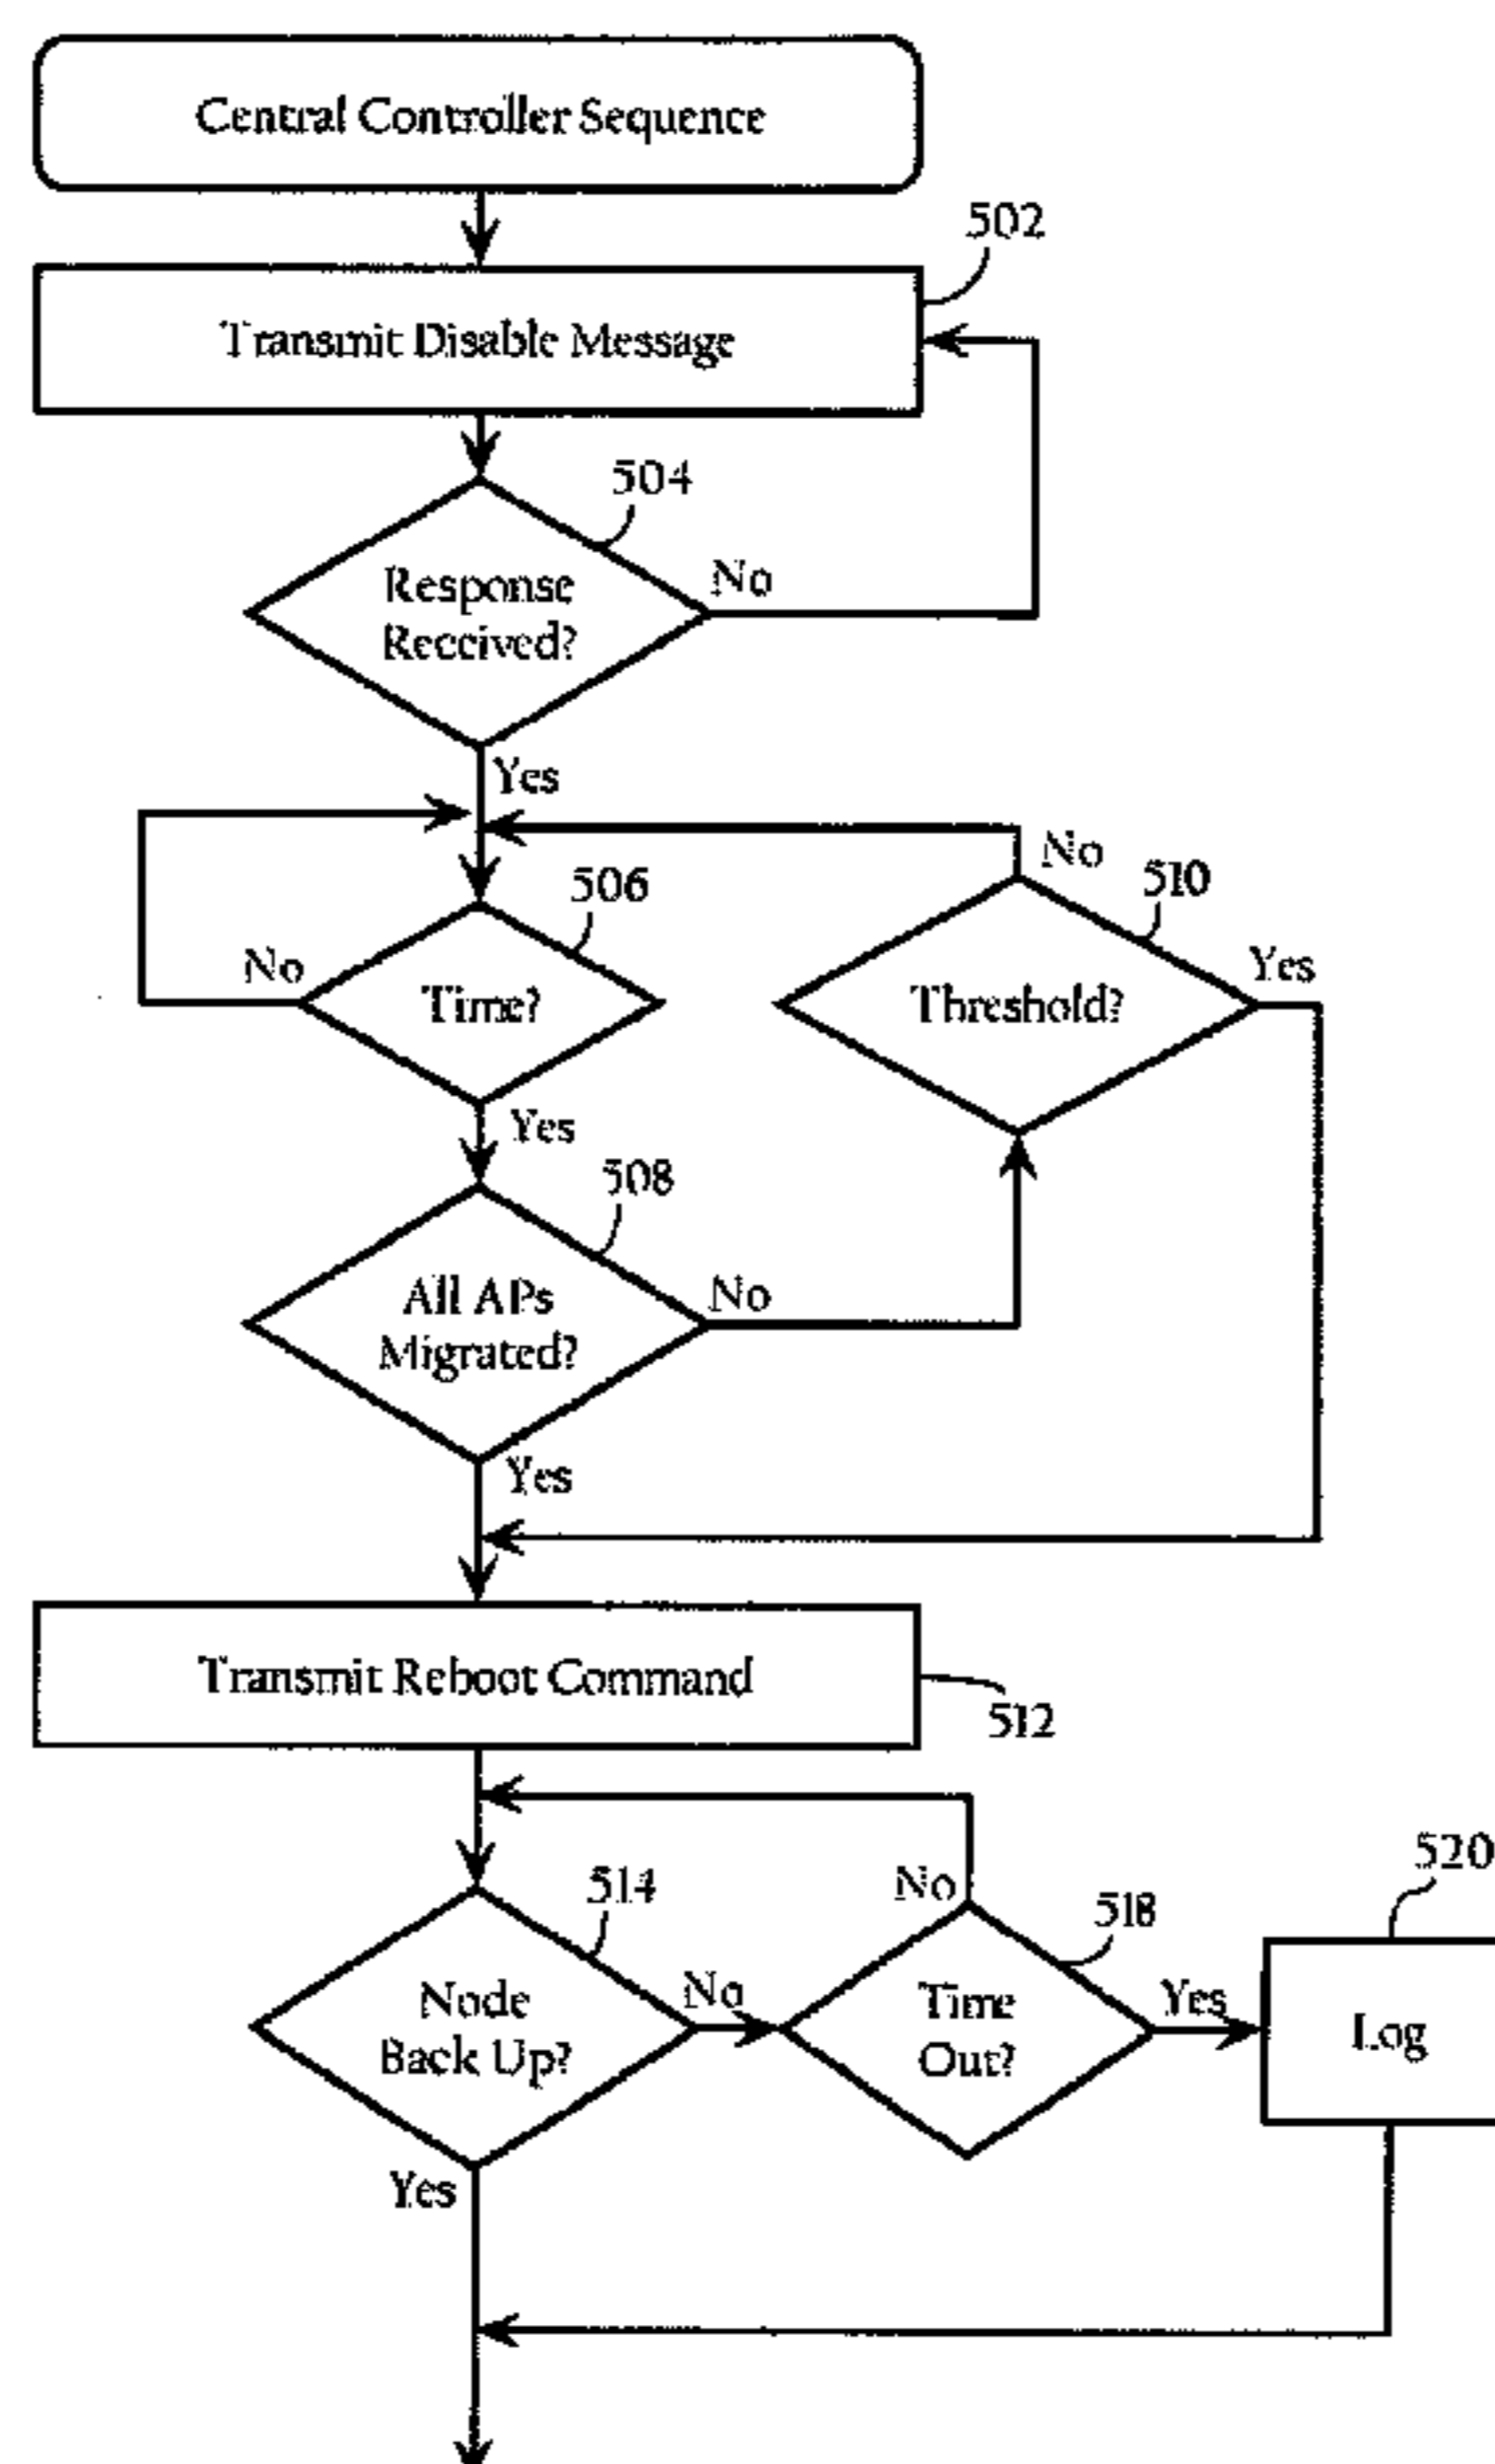 Central Controller Sequence
502
Transmit Disable Message
504
Response
Received?
No
Yes
No
506
510
No
Time?
Threshold?
Yes
Yes
508
All APs
Migrated?
No
Yes
Transmit Reboot Command
512
514
No
518
520
Node
Back Up?
No
Time
Out?
Yes
Log
Yes